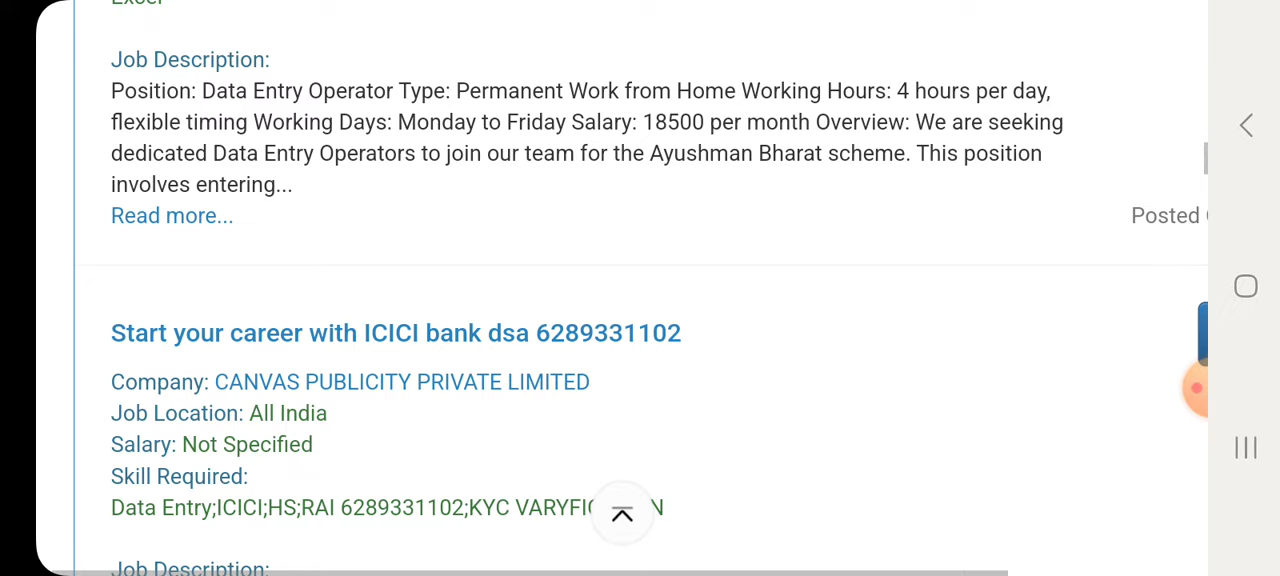 Excel
Job Description:
Position: Data Entry Operator Type: Permanent Work from Home Working Hours: 4 hours per day,
flexible timing Working Days: Monday to Friday Salary: 18500 per month Overview: We are seeking
dedicated Data Entry Operators to join our team for the Ayushman Bharat scheme. This position
involves entering...
Read more...
Posted
Start your career with ICICI bank dsa 6289331102
Company: CANVAS PUBLICITY PRIVATE LIMITED
Job Location: All India
Salary: Not Specified
Skill Required:
Data Entry;ICICI;HS;RAI 6289331102;KYC
Job Description: